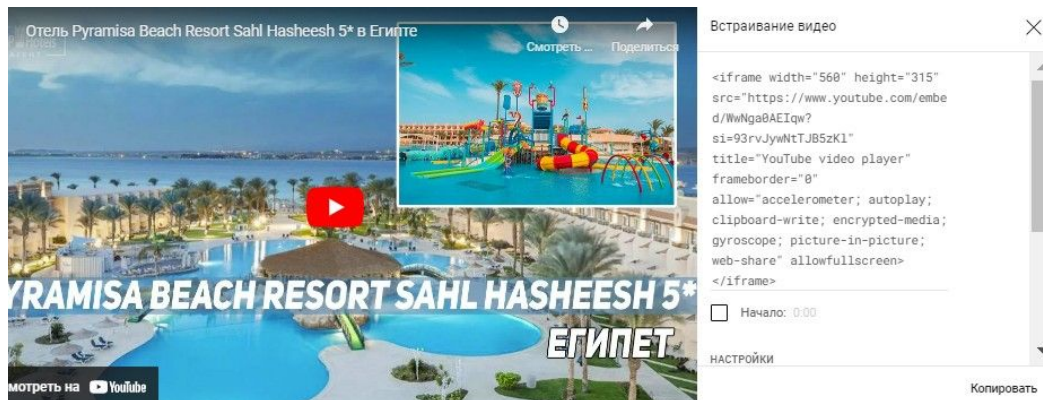 Отель Pyramisa Beach Resort Sahl Hasheesh 5* в Египте
Смотреть ...
Поделиться
YRAMISA BEACH RESORT SAHL HASHEESH 5*
ЕГИПЕТ
мотреть на YouTube
Встраивание видео
<iframe width="560" height="315"
src="https://www.youtube.com/embe
d/WwNga0AEIqw?
si=93rvJywNtTJB5zKl"
title="YouTube video player"
frameborder="0"
allow="accelerometer; autoplay;
clipboard-write; encrypted-media;
gyroscope; picture-in-picture;
web-share" allowfullscreen>
</iframe>
Начало: 0:00
НАСТРОЙКИ
Копировать